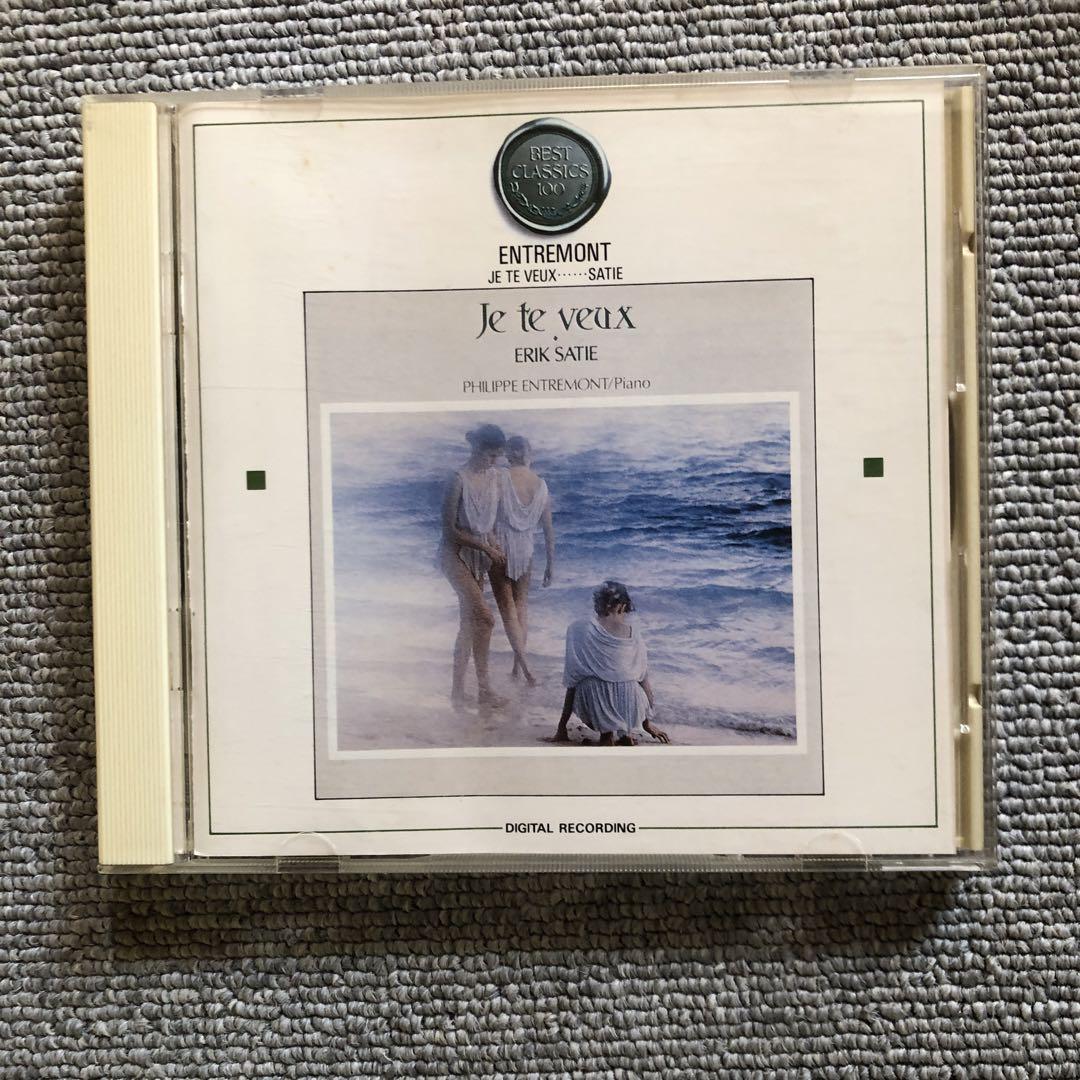 BEST
CLASSICS
100
ENTREMONT
JE TE VEUX······SATIE
Je te veux
ERIK SATIE
PHILIPPE ENTREMONT/Piano
DIGITAL RECORDING